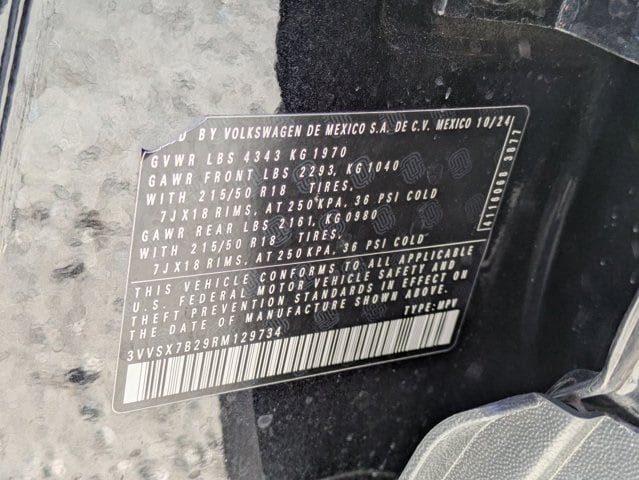 D BY VOLKSWAGEN DE MEXICO S.A. DE C.V. MEXICO 10/24
GVWR LBS 4343 KG 1970
GAWR FRONT LBS 2293, KG 1040
WITH 215/50 R18 TIRES,
7JX18 RIMS, AT 250 KPA, 36 PSI COLD
GAWR REAR LBS 2161, KG 0980
WITH 215/50 R18 TIRES,
7JX18 RIMS, AT 250 KPA, 36 PSI COLD
THIS VEHICLE CONFORMS TO ALL APPLICABLE
U.S. FEDERAL MOTOR VEHICLE SAFETY AND
THEFT PREVENTION STANDARDS IN EFFECT ON
THE DATE OF MANUFACTURE SHOWN ABOVE.
TYPE: MPV
3VVSX7B29RM129734